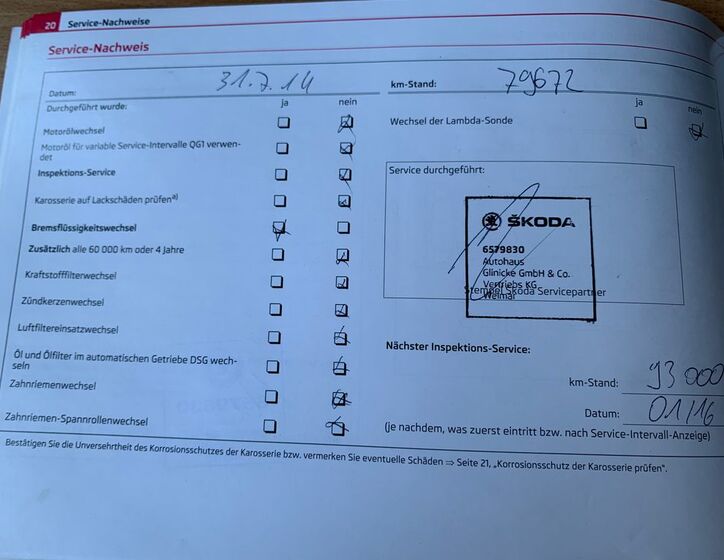 20 Service-Nachweise
Service-Nachweis
Datum: 31.7.14
km-Stand: 79672
Durchgeführt wurde: ja nein
ja nein
Motorölwechsel
Wechsel der Lambda-Sonde
Motoröl für variable Service-Intervalle QG1 verwen-
det
Inspektions-Service
Karosserie auf Lackschäden prüfen a)
Bremsflüssigkeitswechsel
Zusätzlich alle 60 000 km oder 4 Jahre
Kraftstofffilterwechsel
Zündkerzenwechsel
Luftfiltereinsatzwechsel
Öl und Ölfilter im automatischen Getriebe DSG wech-
seln
Zahnriemenwechsel
Zahnriemen-Spannrollenwechsel
Service durchgeführt:
ŠKODA
6579830
Autohaus
Glinicke GmbH & Co.
Vertriebs KG
Weimar
Stempel Škoda Servicepartner
Nächster Inspektions-Service:
km-Stand: 93 000
Datum: 01/16
(je nachdem, was zuerst eintritt bzw. nach Service-Intervall-Anzeige)
Bestätigen Sie die Unversehrtheit des Korrosionsschutzes der Karosserie bzw. vermerken Sie eventuelle Schäden ⇒ Seite 21, „Korrosionsschutz der Karosserie prüfen“.